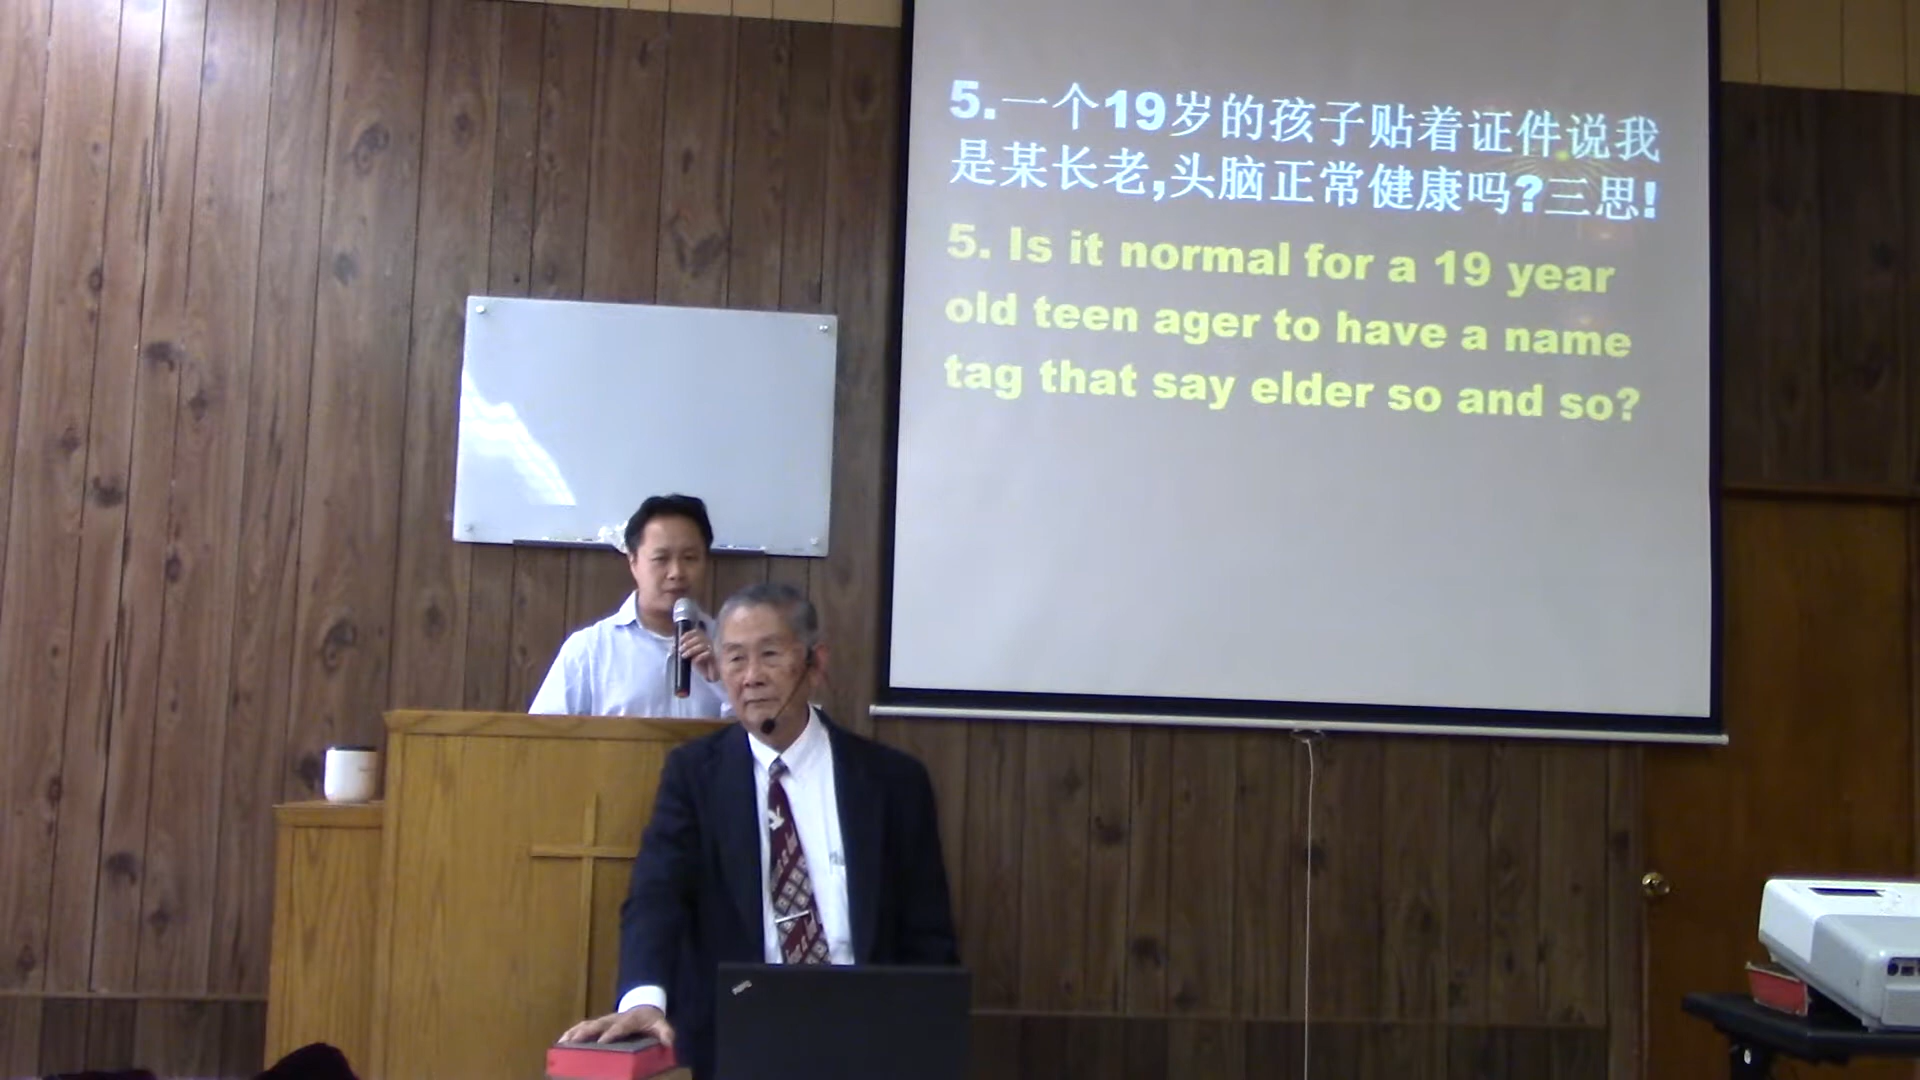 5.一个19岁的孩子贴着证件说我
是某长老,头脑正常健康吗?三思!
5. Is it normal for a 19 year
old teen ager to have a name
tag that say elder so and so?